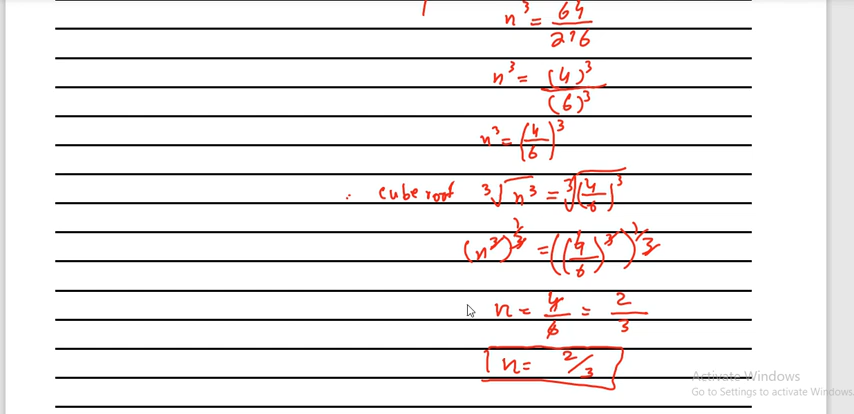 n³ = 64/216
n³ = (4)³/(6)³
n³ = (4/6)³
∴ cube root ³√n³ = ³√(4/6)³
(n³)^1/3 = ((4/6)³)^1/3
n = 4/6 = 2/3
n = 2/3
Activate Windows
Go to Settings to activate Windows.